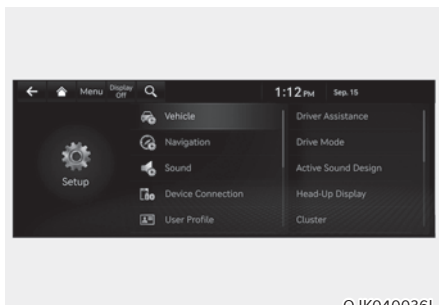 Menu Display Off 1:12 PM Sep. 15
Setup
Vehicle
Navigation
Sound
Device Connection
User Profile
Driver Assistance
Drive Mode
Active Sound Design
Head-Up Display
Cluster